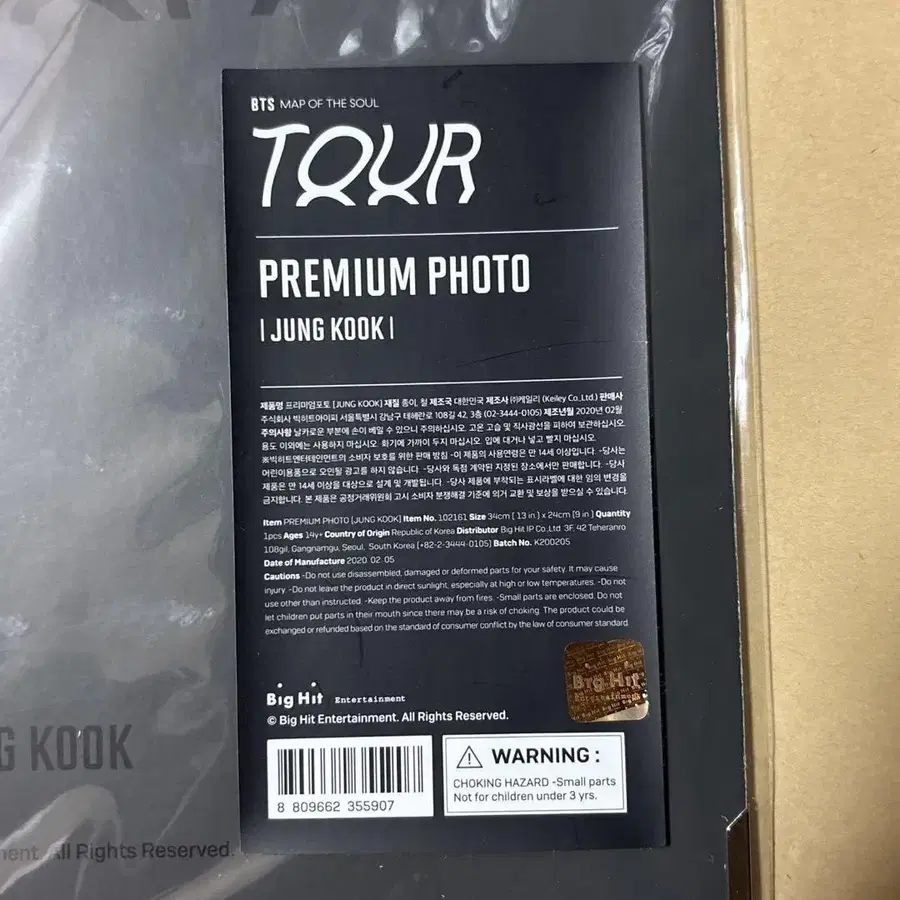 BTS MAP OF THE SOUL
TOUR
PREMIUM PHOTO
| JUNG KOOK |
제품명 프리미엄포토 [JUNG KOOK] 재질 종이, 철 제조국 대한민국 제조사 ㈜케일리 (Keiley Co.,Ltd.) 판매사
주식회사 빅히트아이피 서울특별시 강남구 테헤란로 108길 42, 3층 (02-3444-0105) 제조년월 2020년 02월
주의사항 날카로운 부분에 손이 베일 수 있으니 주의하십시오. 고온 고습 및 직사광선을 피하여 보관하십시오.
용도 이외에는 사용하지 마십시오. 화기에 가까이 두지 마십시오. 입에 대거나 넣고 빨지 마십시오.
※빅히트엔터테인먼트의 소비자 보호를 위한 판매 방침 -이 제품의 사용연령은 만 14세 이상입니다. -당사는
어린이용품으로 오인될 광고를 하지 않습니다. -당사와 독점 계약된 지정된 장소에서만 판매합니다. -당사
제품은 만 14세 이상을 대상으로 설계 및 개발됩니다. -당사 제품에 부착되는 표시라벨에 대한 임의 변경을
금지합니다. 본 제품은 공정거래위원회 고시 소비자 분쟁해결 기준에 의거 교환 및 보상을 받으실 수 있습니다.
Item PREMIUM PHOTO [JUNG KOOK] Item No. 102161 Size 34cm [ 13 in.] x 24cm [9 in ] Quantity
1pcs Ages 14y+ Country of Origin Republic of Korea Distributor Big Hit IP Co.,Ltd. 3F, 42 Teheranro
108gil, Gangnamgu, Seoul, South Korea [+82-2-3444-0105] Batch No. K200205
Date of Manufacture 2020. 02. 05
Cautions -Do not use disassembled, damaged or deformed parts for your safety. It may cause
injury. -Do not leave the product in direct sunlight, especially at high or low temperatures. -Do not
use other than instructed. -Keep the product away from fires. -Small parts are enclosed. Do not
let children put parts in their mouth since there may be a risk of choking. The product could be
exchanged or refunded based on the standard of consumer conflict by the law of consumer standard.
Big Hit
Entertainment
Big Hit Entertainment
© Big Hit Entertainment. All Rights Reserved.
WARNING :
CHOKING HAZARD -Small parts
Not for children under 3 yrs.
8 809662 355907
G KOOK
ment. All Rights Reserved.